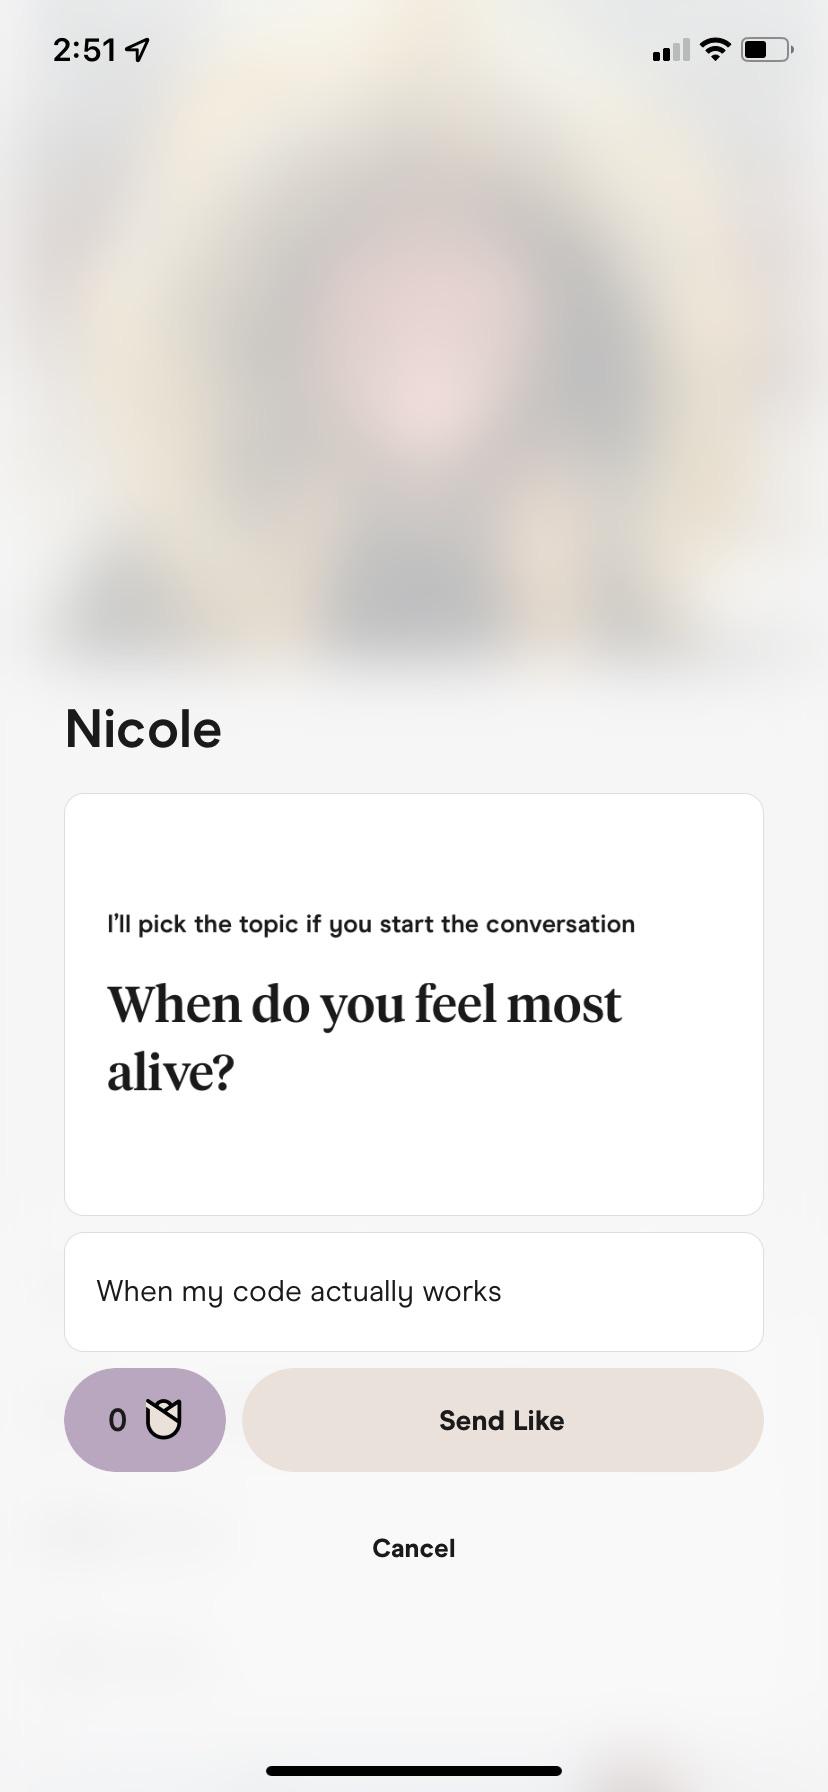 2:51
Nicole
I'll pick the topic if you start the conversation
When do you feel most
alive?
When my code actually works
0
Send Like
Cancel